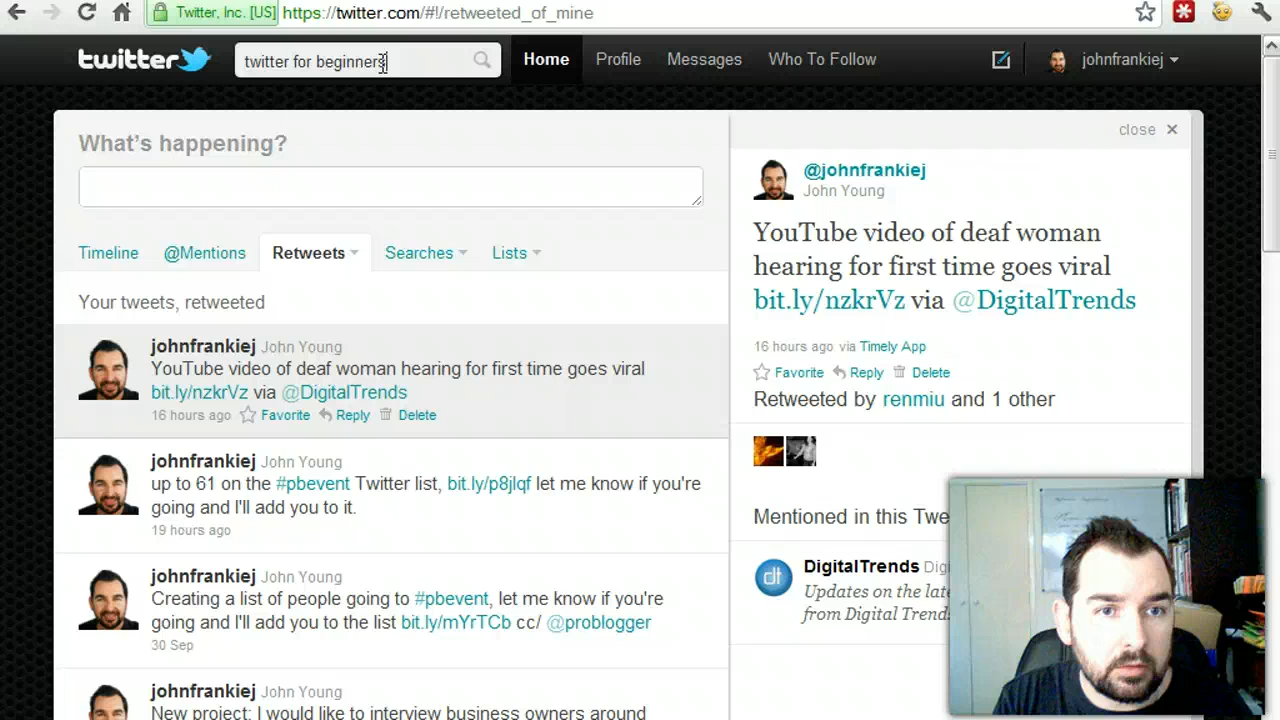 Twitter, Inc. [US] https://twitter.com/#!/retweeted_of_mine
twitter twitter for beginners Home Profile Messages Who To Follow johnfrankiej
What's happening?
Timeline @Mentions Retweets Searches Lists
Your tweets, retweeted
johnfrankiej John Young
YouTube video of deaf woman hearing for first time goes viral
bit.ly/nzkrVz via @DigitalTrends
16 hours ago Favorite Reply Delete
johnfrankiej John Young
up to 61 on the #pbevent Twitter list, bit.ly/p8jlqf let me know if you're
going and I'll add you to it.
19 hours ago
johnfrankiej John Young
Creating a list of people going to #pbevent, let me know if you're
going and I'll add you to the list bit.ly/mYrTCb cc/ @problogger
30 Sep
johnfrankiej John Young
New project: I would like to interview business owners around
close
@johnfrankiej
John Young
YouTube video of deaf woman
hearing for first time goes viral
bit.ly/nzkrVz via @DigitalTrends
16 hours ago via Timely App
Favorite Reply Delete
Retweeted by renmiu and 1 other
Mentioned in this Twe
dt DigitalTrends Digi
Updates on the late
from Digital Trends